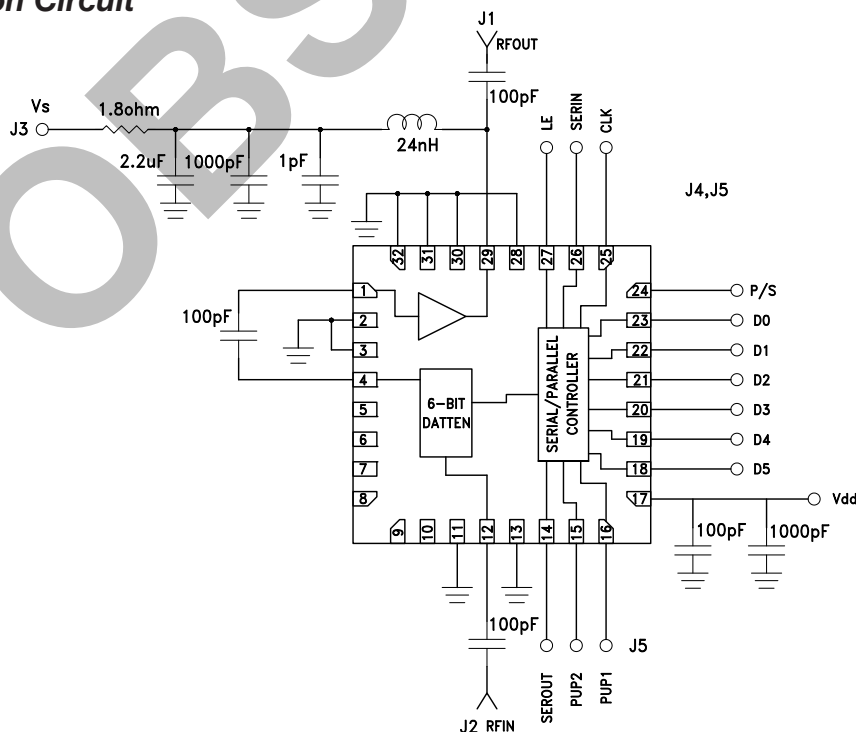 on Circuit
OBS
J1
RFOUT
100pF
Vs
1.8ohm
J3
24nH
2.2uF
1000pF
1pF
LE
SERIN
CLK
J4,J5
32
31
30
29
28
27
26
25
1
2
3
4
5
6
7
8
100pF
6-BIT
DATTEN
SERIAL/PARALLEL
CONTROLLER
24
P/S
23
D0
22
D1
21
D2
20
D3
19
D4
18
D5
17
Vdd
9
10
11
12
13
14
15
16
100pF
1000pF
100pF
SEROUT
PUP2
PUP1
J5
J2 RFIN